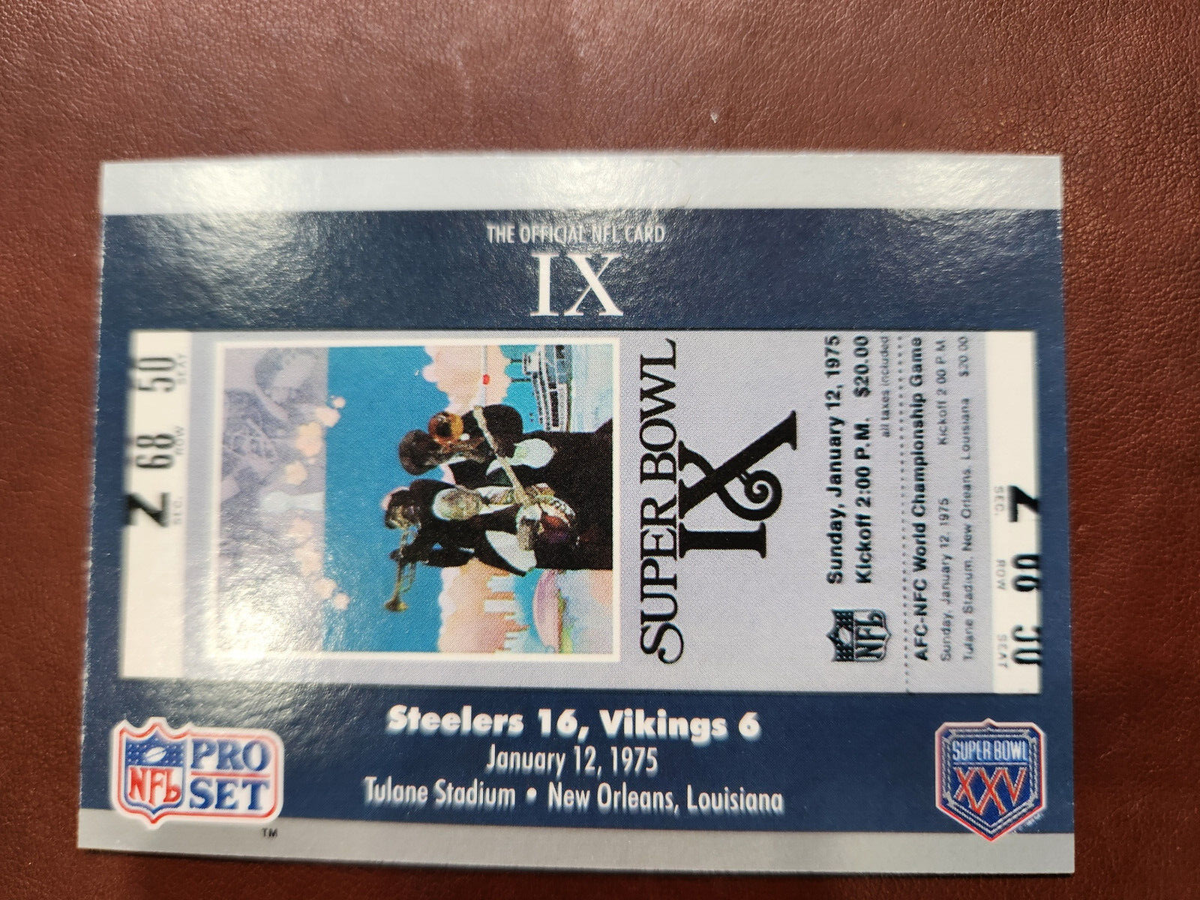 THE OFFICIAL NFL CARD
IX
Z 68 50
SEC. ROW SEAT
SUPER BOWL
IX
Sunday, January 12, 1975
Kickoff 2:00 P.M. $20.00
all taxes included
NFL
AFC-NFC World Championship Game
Sunday, January 12, 1975 Kickoff 2 00 P.M.
Tulane Stadium, New Orleans, Louisiana $20.00
SEC. ROW SEAT
Steelers 16, Vikings 6
January 12, 1975
Tulane Stadium • New Orleans, Louisiana
NFL PRO SET
TM
SUPER BOWL
XXV